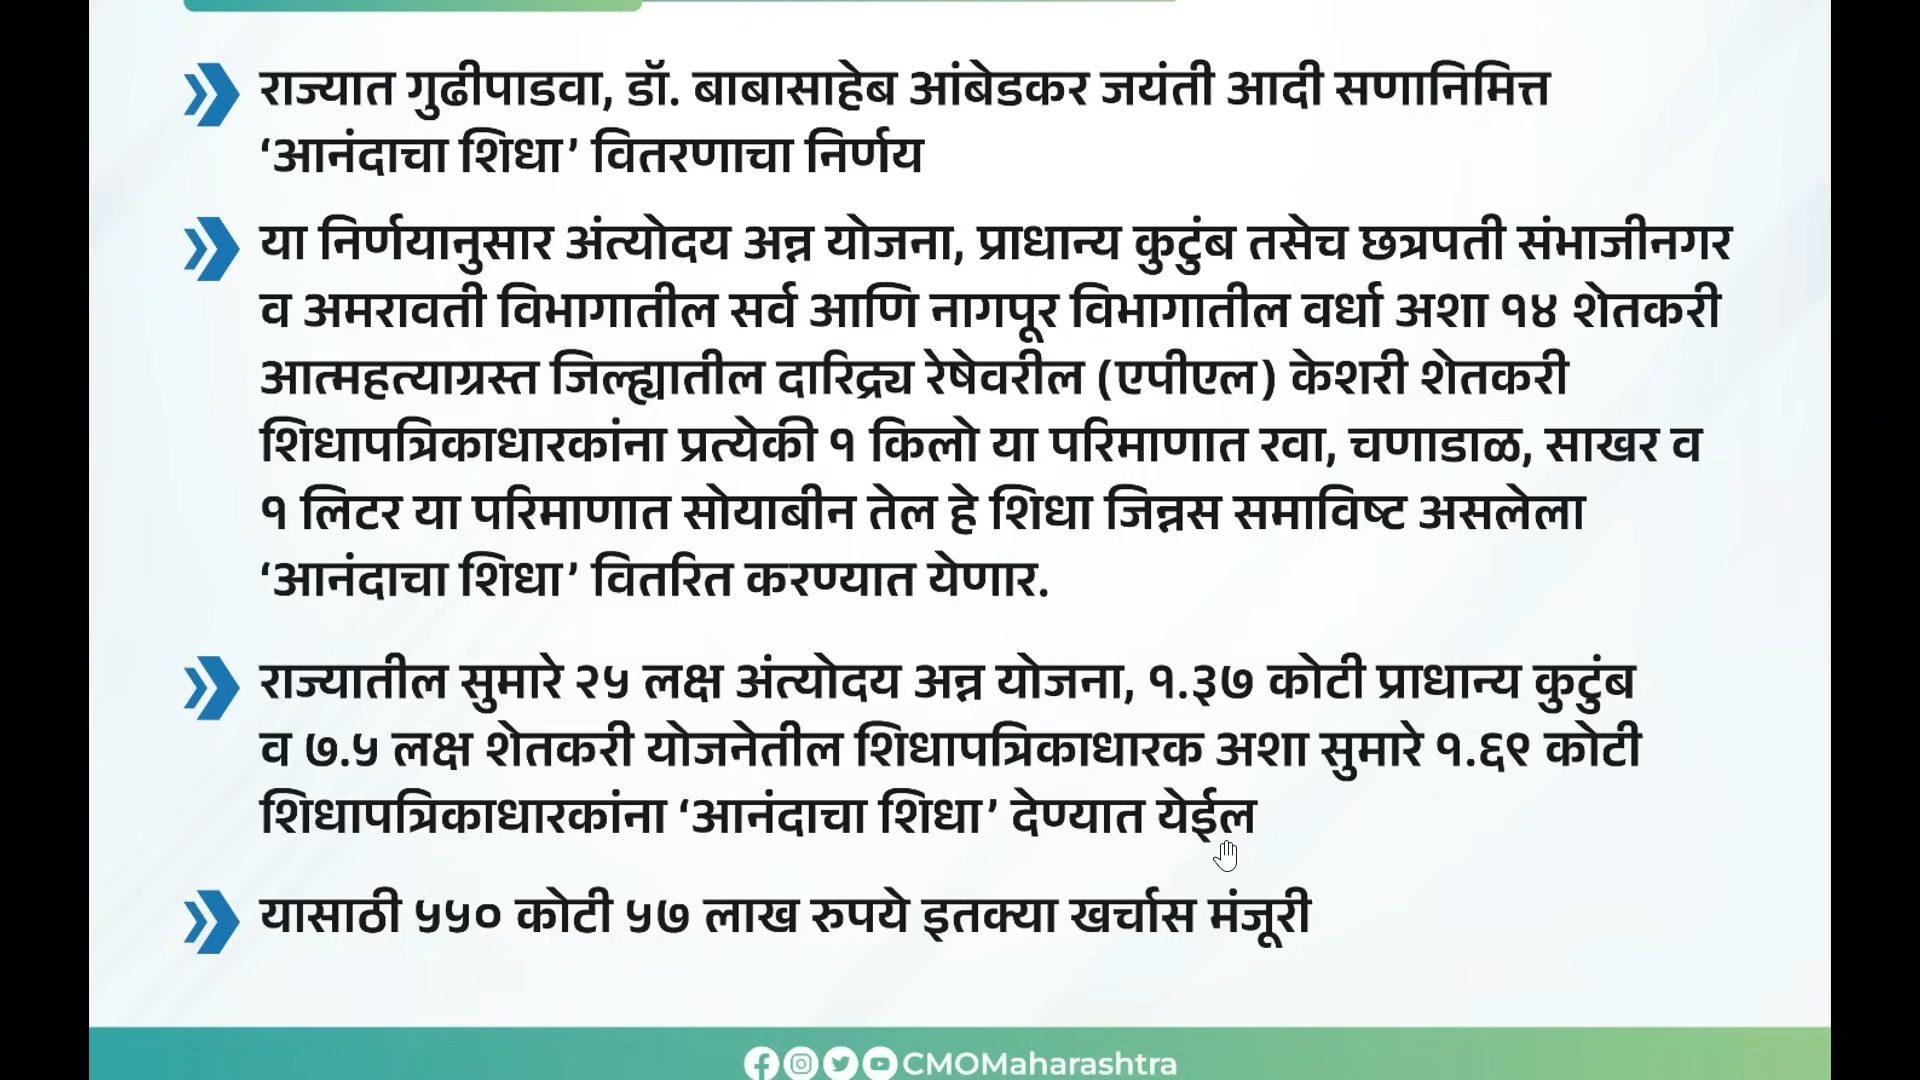 राज्यात गुढीपाडवा, डॉ. बाबासाहेब आंबेडकर जयंती आदी सणानिमित्त
‘आनंदाचा शिधा’ वितरणाचा निर्णय
या निर्णयानुसार अंत्योदय अन्न योजना, प्राधान्य कुटुंब तसेच छत्रपती संभाजीनगर
व अमरावती विभागातील सर्व आणि नागपूर विभागातील वर्धा अशा १४ शेतकरी
आत्महत्याग्रस्त जिल्ह्यातील दारिद्र्य रेषेवरील (एपीएल) केशरी शेतकरी
शिधापत्रिकाधारकांना प्रत्येकी १ किलो या परिमाणात रवा, चणाडाळ, साखर व
१ लिटर या परिमाणात सोयाबीन तेल हे शिधा जिन्नस समाविष्ट असलेला
‘आनंदाचा शिधा’ वितरित करण्यात येणार.
राज्यातील सुमारे २५ लक्ष अंत्योदय अन्न योजना, १.३७ कोटी प्राधान्य कुटुंब
व ७.५ लक्ष शेतकरी योजनेतील शिधापत्रिकाधारक अशा सुमारे १.६९ कोटी
शिधापत्रिकाधारकांना ‘आनंदाचा शिधा’ देण्यात येईल
यासाठी ५५० कोटी ५७ लाख रुपये इतक्या खर्चास मंजूरी
CMOMaharashtra